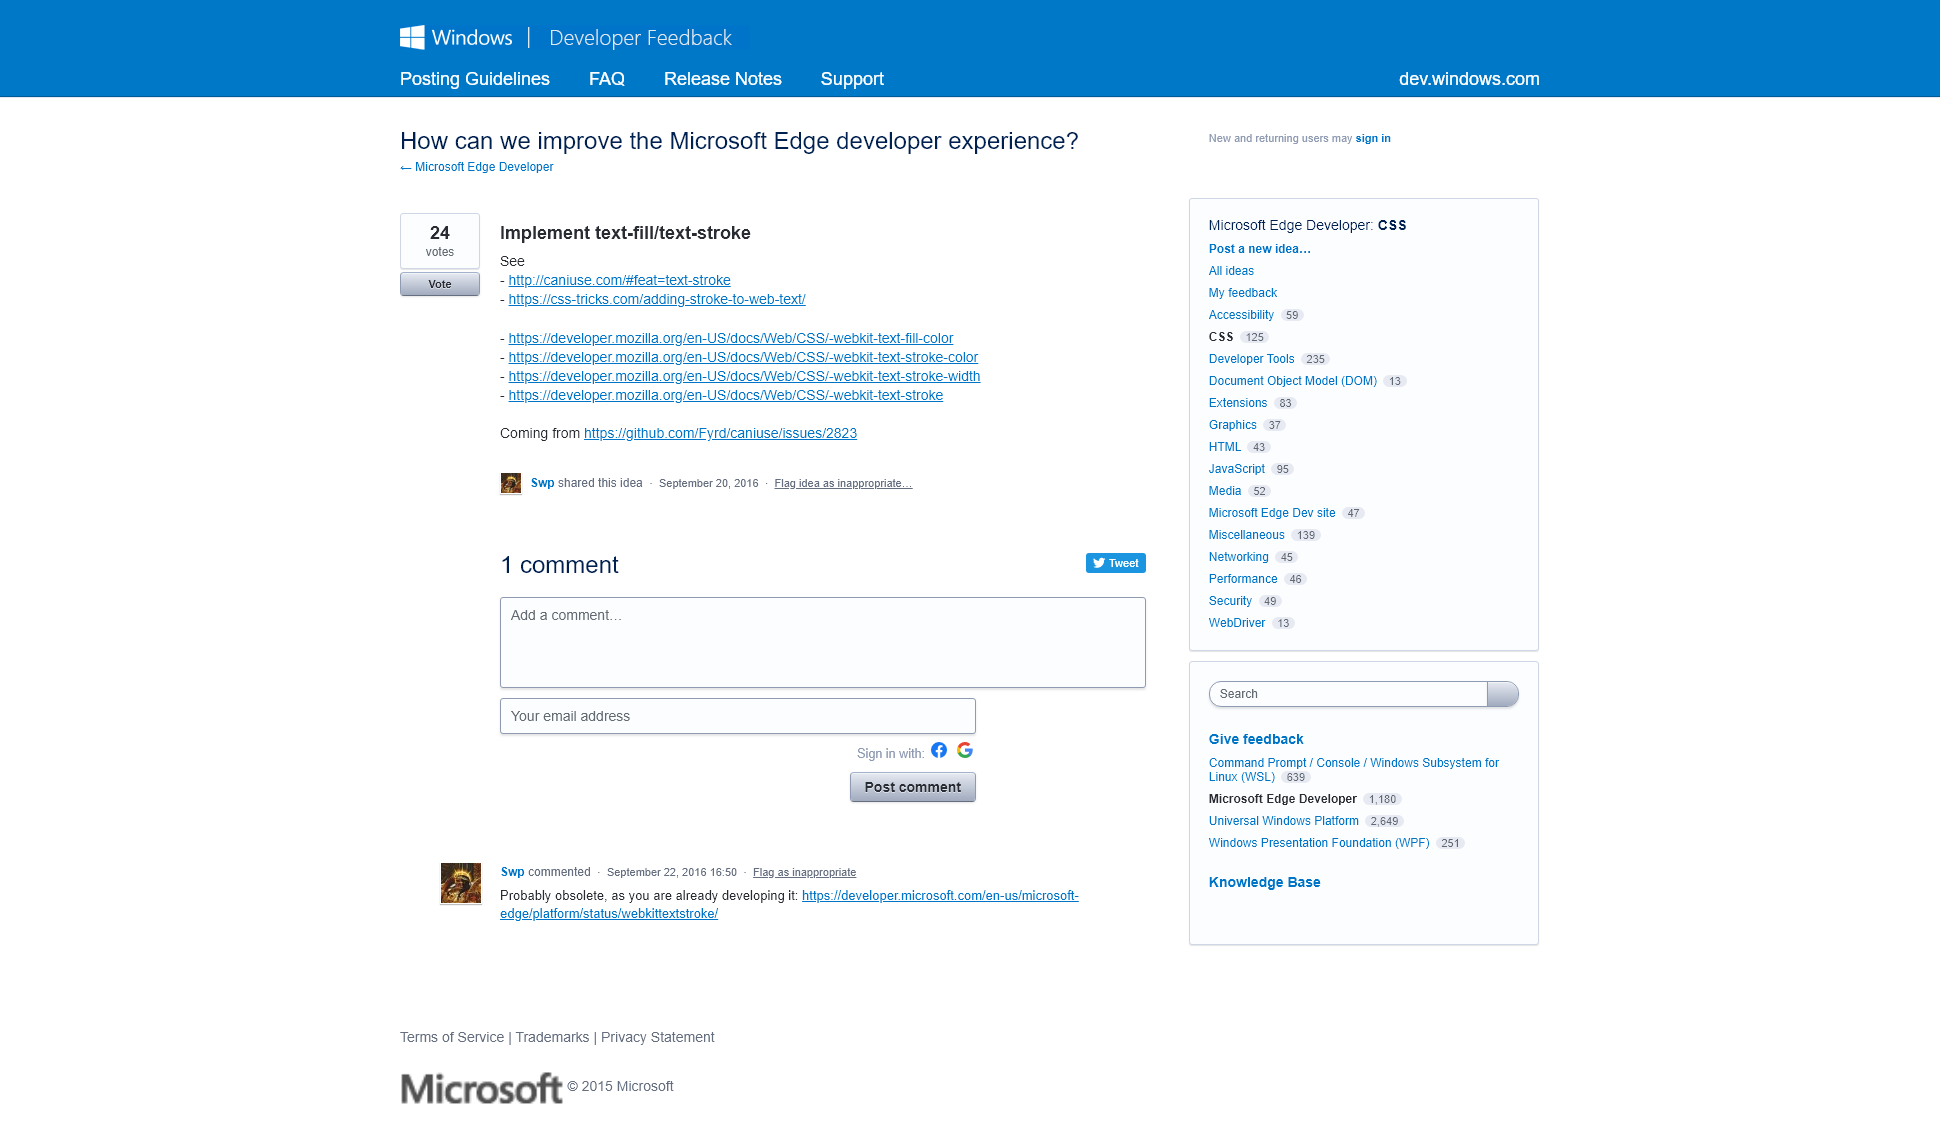 Windows | Developer Feedback
Posting Guidelines FAQ Release Notes Support dev.windows.com
How can we improve the Microsoft Edge developer experience?
← Microsoft Edge Developer
New and returning users may sign in
24
votes
Vote
Implement text-fill/text-stroke
See
- http://caniuse.com/#feat=text-stroke
- https://css-tricks.com/adding-stroke-to-web-text/
- https://developer.mozilla.org/en-US/docs/Web/CSS/-webkit-text-fill-color
- https://developer.mozilla.org/en-US/docs/Web/CSS/-webkit-text-stroke-color
- https://developer.mozilla.org/en-US/docs/Web/CSS/-webkit-text-stroke-width
- https://developer.mozilla.org/en-US/docs/Web/CSS/-webkit-text-stroke
Coming from https://github.com/Fyrd/caniuse/issues/2823
Swp shared this idea · September 20, 2016 · Flag idea as inappropriate…
1 comment
Tweet
Add a comment…
Your email address
Sign in with:
Post comment
Swp commented · September 22, 2016 16:50 · Flag as inappropriate
Probably obsolete, as you are already developing it: https://developer.microsoft.com/en-us/microsoft-
edge/platform/status/webkittextstroke/
Microsoft Edge Developer: CSS
Post a new idea…
All ideas
My feedback
Accessibility 59
CSS 125
Developer Tools 235
Document Object Model (DOM) 13
Extensions 83
Graphics 37
HTML 43
JavaScript 95
Media 52
Microsoft Edge Dev site 47
Miscellaneous 139
Networking 45
Performance 46
Security 49
WebDriver 13
Search
Give feedback
Command Prompt / Console / Windows Subsystem for
Linux (WSL) 639
Microsoft Edge Developer 1,180
Universal Windows Platform 2,649
Windows Presentation Foundation (WPF) 251
Knowledge Base
Terms of Service | Trademarks | Privacy Statement
Microsoft © 2015 Microsoft